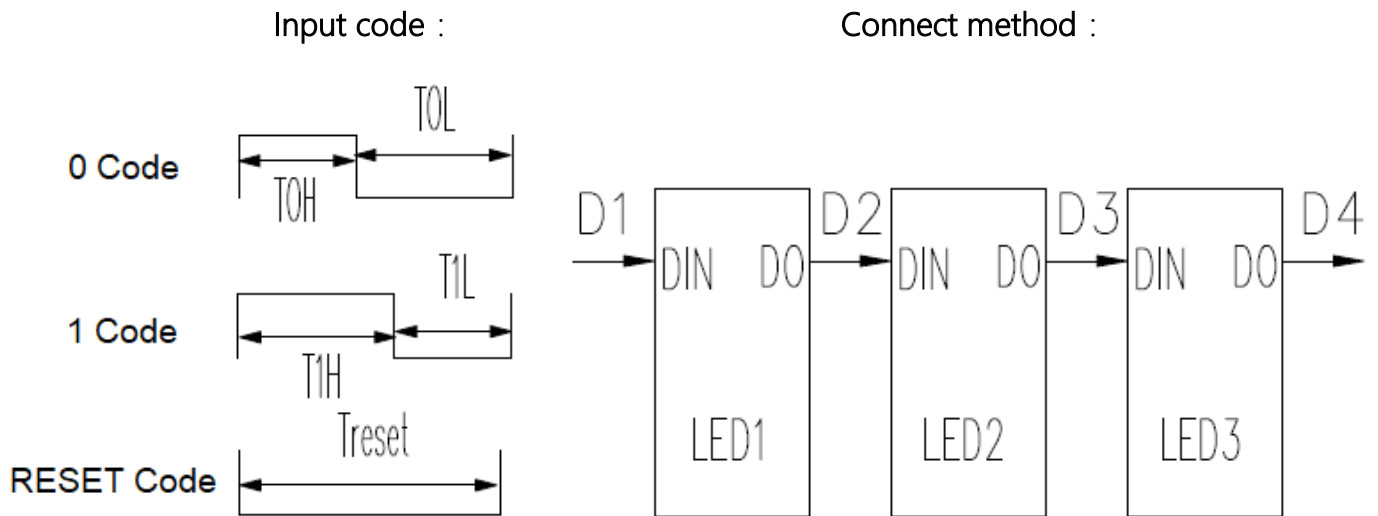 Input code :
Connect method :
0 Code
T0H
T0L
1 Code
T1H
T1L
RESET Code
Treset
D1
DIN DO
LED1
D2
DIN DO
LED2
D3
DIN DO
LED3
D4